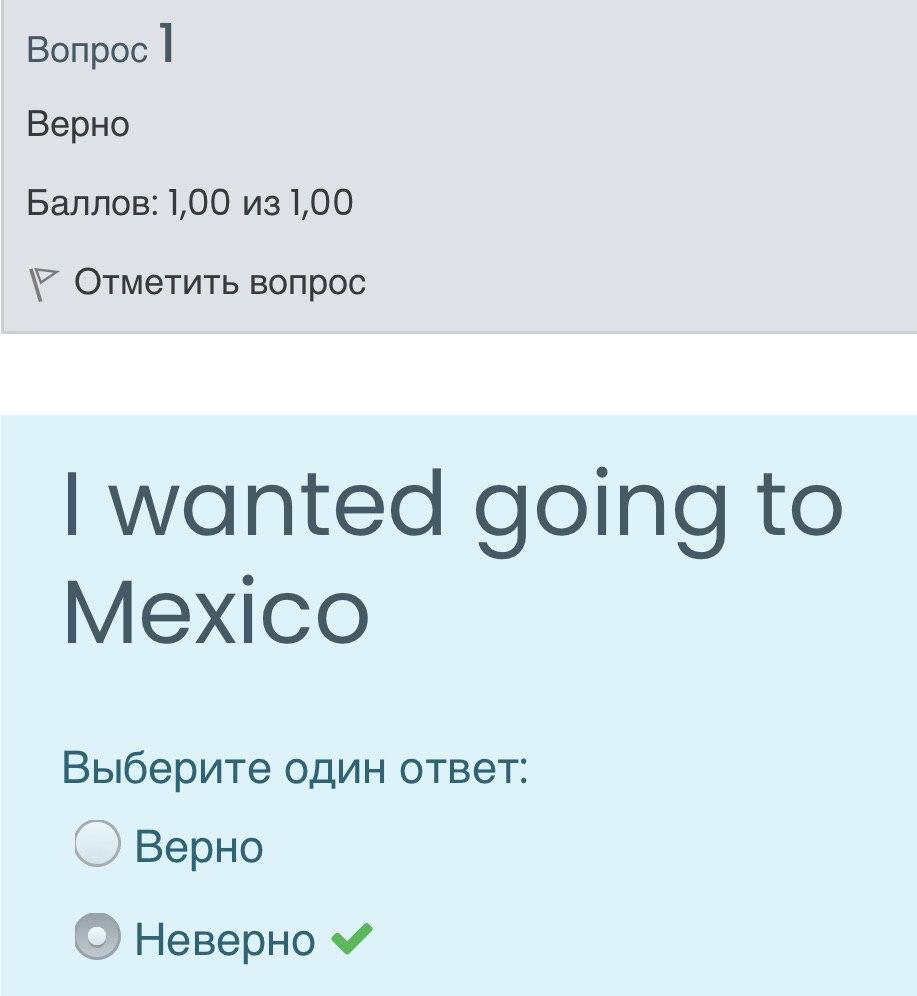 Вопрос 1
Верно
Баллов: 1,00 из 1,00
Отметить вопрос
I wanted going to
Mexico
Выберите один ответ:
Верно
Неверно